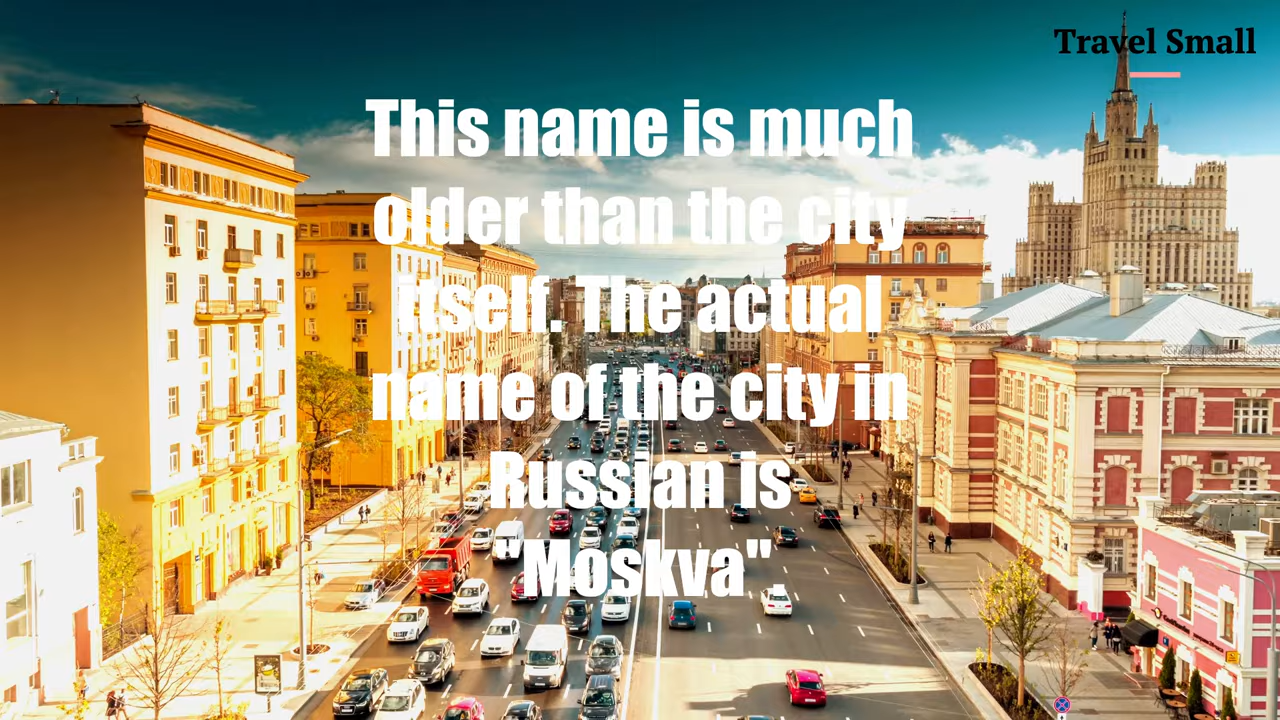 Travel Small
This name is much
older than the city
itself. The actual
name of the city in
Russian is
"Moskva".